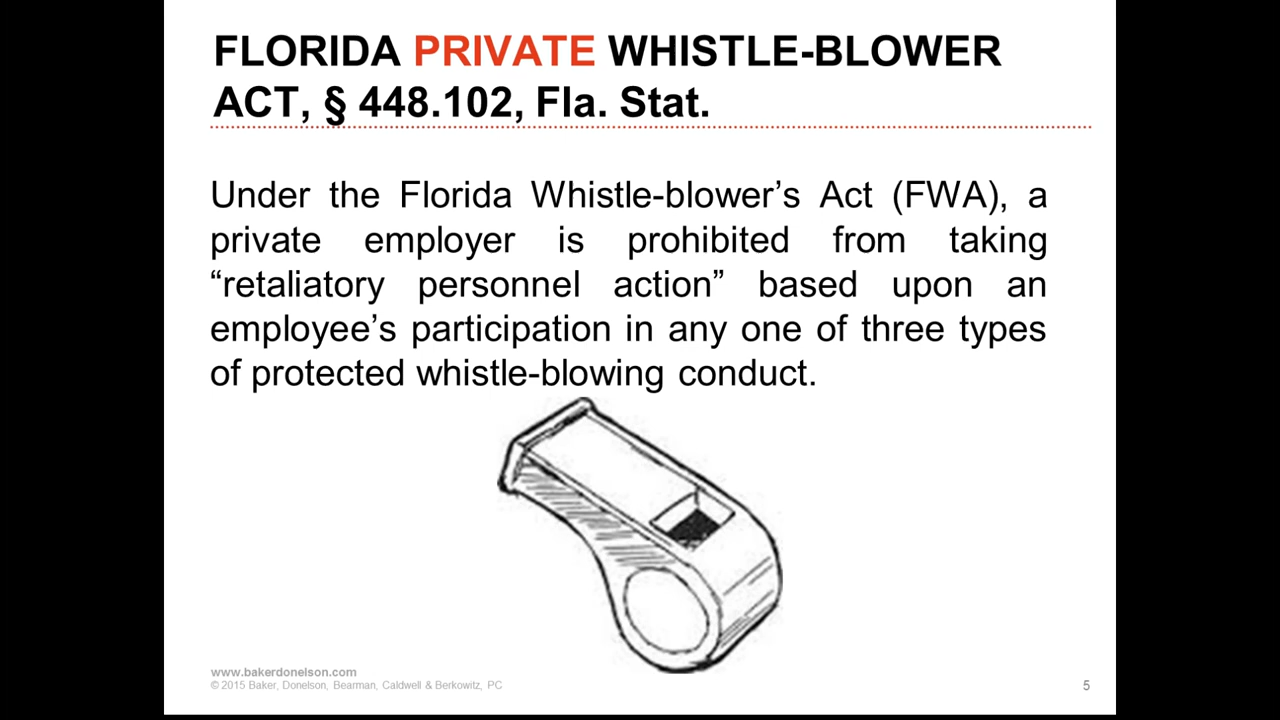 FLORIDA PRIVATE WHISTLE-BLOWER
ACT, § 448.102, Fla. Stat.
Under the Florida Whistle-blower’s Act (FWA), a
private employer is prohibited from taking
“retaliatory personnel action” based upon an
employee’s participation in any one of three types
of protected whistle-blowing conduct.
www.bakerdonelson.com
© 2015 Baker, Donelson, Bearman, Caldwell & Berkowitz, PC
5